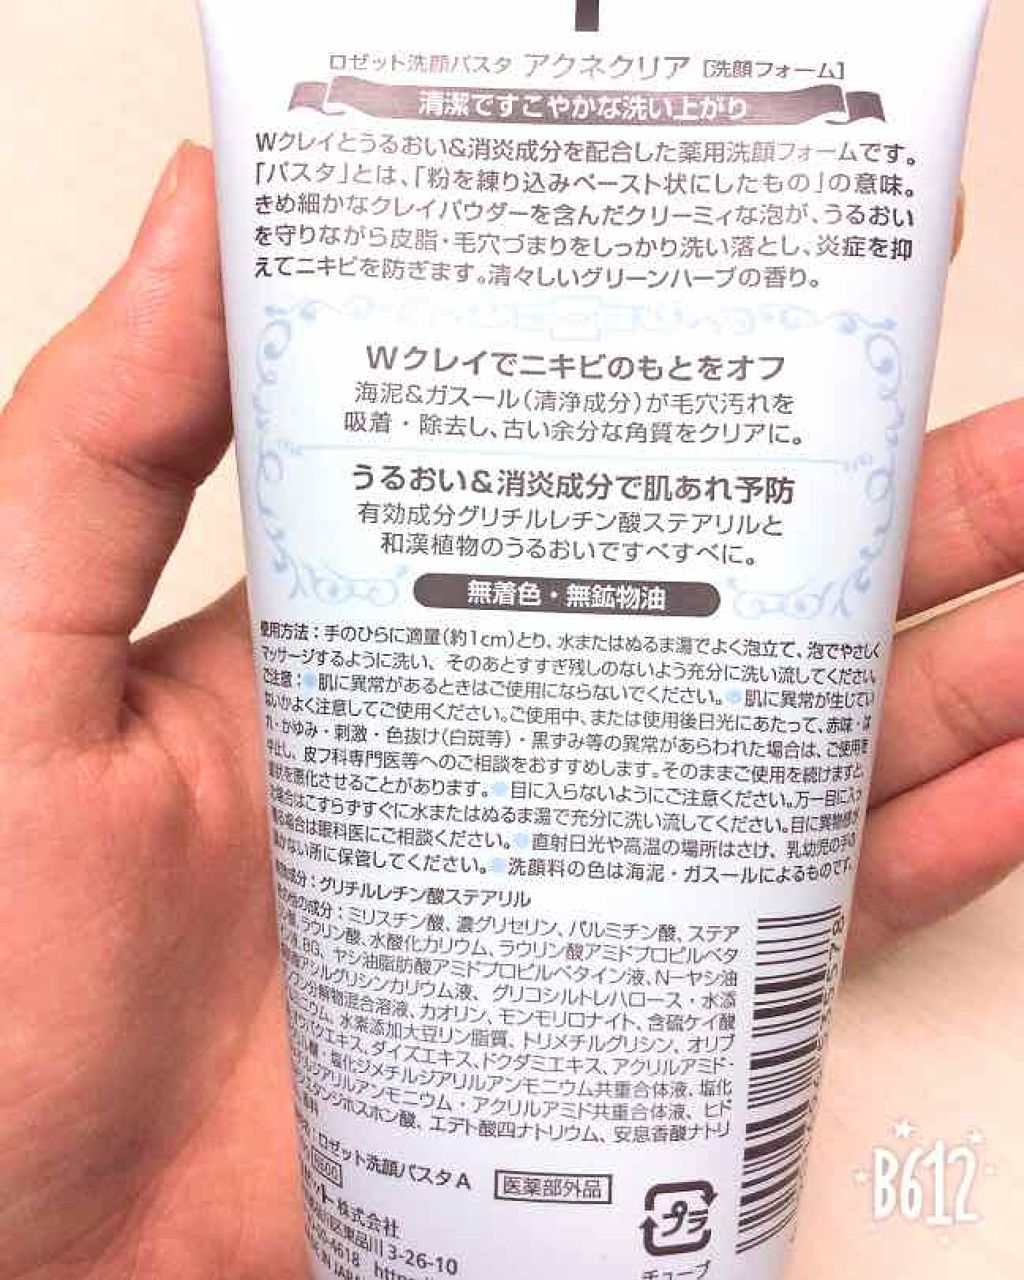 ロゼット洗顔パスタ アクネクリア [洗顔フォーム]
清潔ですこやかな洗い上がり
Wクレイとうるおい&消炎成分を配合した薬用洗顔フォームです。
「パスタ」とは、「粉を練り込みペースト状にしたもの」の意味。
きめ細かなクレイパウダーを含んだクリーミィな泡が、うるおい
を守りながら皮脂・毛穴づまりをしっかり洗い落とし、炎症を抑
えてニキビを防ぎます。清々しいグリーンハーブの香り。
Wクレイでニキビのもとをオフ
海泥&ガスール(清浄成分)が毛穴汚れを
吸着・除去し、古い余分な角質をクリアに。
うるおい&消炎成分で肌あれ予防
有効成分グリチルレチン酸ステアリルと
和漢植物のうるおいですべすべに。
無着色・無鉱物油
使用方法：手のひらに適量(約1cm)とり、水またはぬるま湯でよく泡立て、泡でやさしく
マッサージするように洗い、そのあとすすぎ残しのないよう充分に洗い流してください。
ご注意：●肌に異常があるときはご使用にならないでください。●肌に異常が生じてい
ないかよく注意してご使用ください。ご使用中、または使用後日光にあたって、赤味・は
れ・かゆみ・刺激・色抜け(白斑等)・黒ずみ等の異常があらわれた場合は、ご使用を
中止し、皮フ科専門医等へのご相談をおすすめします。そのままご使用を続けますと、
症状を悪化させることがあります。●目に入らないようにご注意ください。万一目に入っ
た場合はこすらずすぐに水またはぬるま湯で充分に洗い流してください。目に異物感が
残る場合は眼科医にご相談ください。●直射日光や高温の場所はさけ、乳幼児の手の
届かない所に保管してください。●洗顔料の色は海泥・ガスールによるものです。
成分：グリチルレチン酸ステアリル
の成分：ミリスチン酸、濃グリセリン、パルミチン酸、ステア
ラウリン酸、水酸化カリウム、ラウリン酸アミドプロピルベタ
BG、ヤシ油脂肪酸アミドプロピルベタイン液、N-ヤシ油
アシルグリシンカリウム液、グリコシルトレハロース・水添
分解物混合溶液、カオリン、モンモリロナイト、含硫ケイ酸
ニウム、水素添加大豆リン脂質、トリメチルグリシン、オリブ
エキス、ダイズエキス、ドクダミエキス、アクリルアミド・
塩化ジメチルジアリルアンモニウム共重合体液、塩化
ジアリルアンモニウム・アクリルアミド共重合体液、ヒド
タンジホスホン酸、エデト酸四ナトリウム、安息香酸ナトリ
香料
ロゼット洗顔パスタA
医薬部外品
株式会社
東品川3-26-10
プラ
チューブ
B612